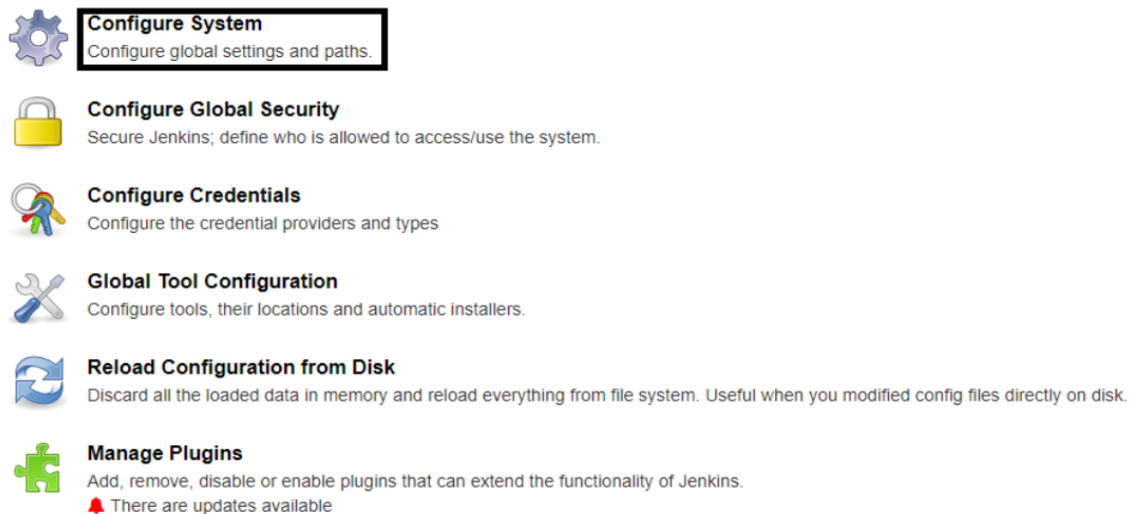 Configure System
Configure global settings and paths.
Configure Global Security
Secure Jenkins; define who is allowed to access/use the system.
Configure Credentials
Configure the credential providers and types
Global Tool Configuration
Configure tools, their locations and automatic installers.
Reload Configuration from Disk
Discard all the loaded data in memory and reload everything from file system. Useful when you modified config files directly on disk.
Manage Plugins
Add, remove, disable or enable plugins that can extend the functionality of Jenkins.
There are updates available